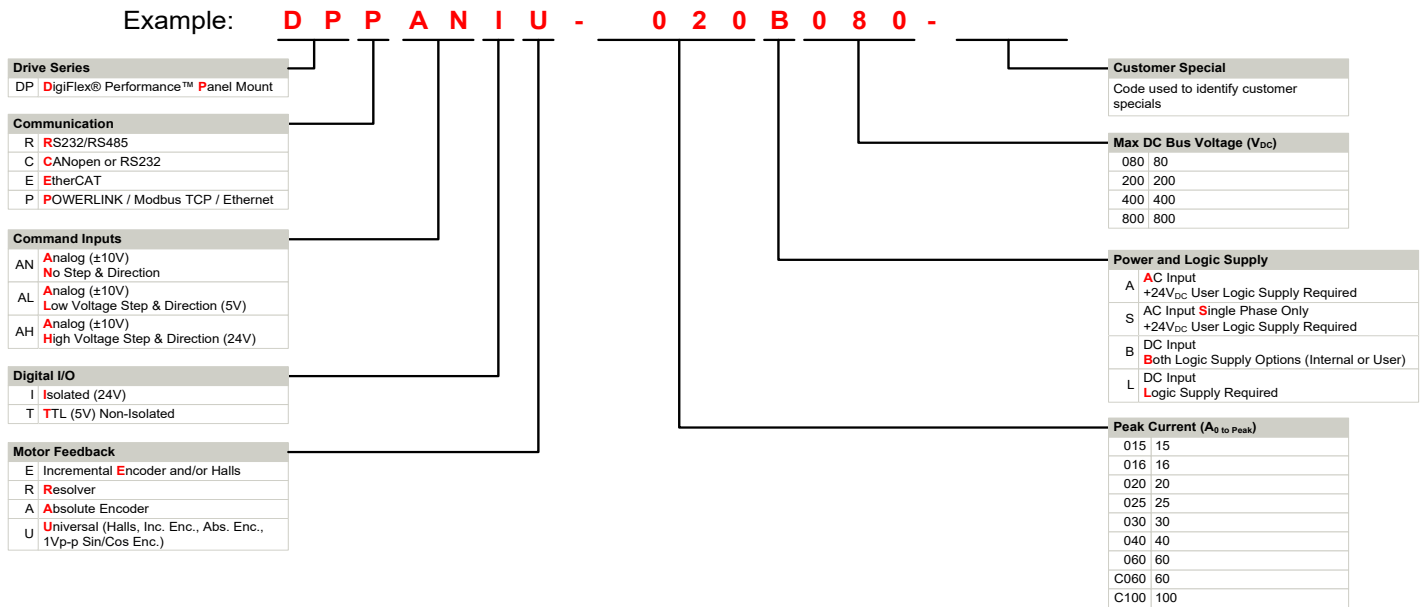 Example: D P P A N I U - 0 2 0 B 0 8 0 -
Drive Series
DP DigiFlex® Performance™ Panel Mount
Communication
R RS232/RS485
C CANopen or RS232
E EtherCAT
P POWERLINK / Modbus TCP / Ethernet
Command Inputs
AN Analog (±10V)
No Step & Direction
AL Analog (±10V)
Low Voltage Step & Direction (5V)
AH Analog (±10V)
High Voltage Step & Direction (24V)
Digital I/O
I Isolated (24V)
T TTL (5V) Non-Isolated
Motor Feedback
E Incremental Encoder and/or Halls
R Resolver
A Absolute Encoder
U Universal (Halls, Inc. Enc., Abs. Enc.,
1Vp-p Sin/Cos Enc.)
Customer Special
Code used to identify customer
specials
Max DC Bus Voltage (VDC)
080 80
200 200
400 400
800 800
Power and Logic Supply
A AC Input
+24VDC User Logic Supply Required
S AC Input Single Phase Only
+24VDC User Logic Supply Required
B DC Input
Both Logic Supply Options (Internal or User)
L DC Input
Logic Supply Required
Peak Current (A0 to Peak)
015 15
016 16
020 20
025 25
030 30
040 40
060 60
C060 60
C100 100